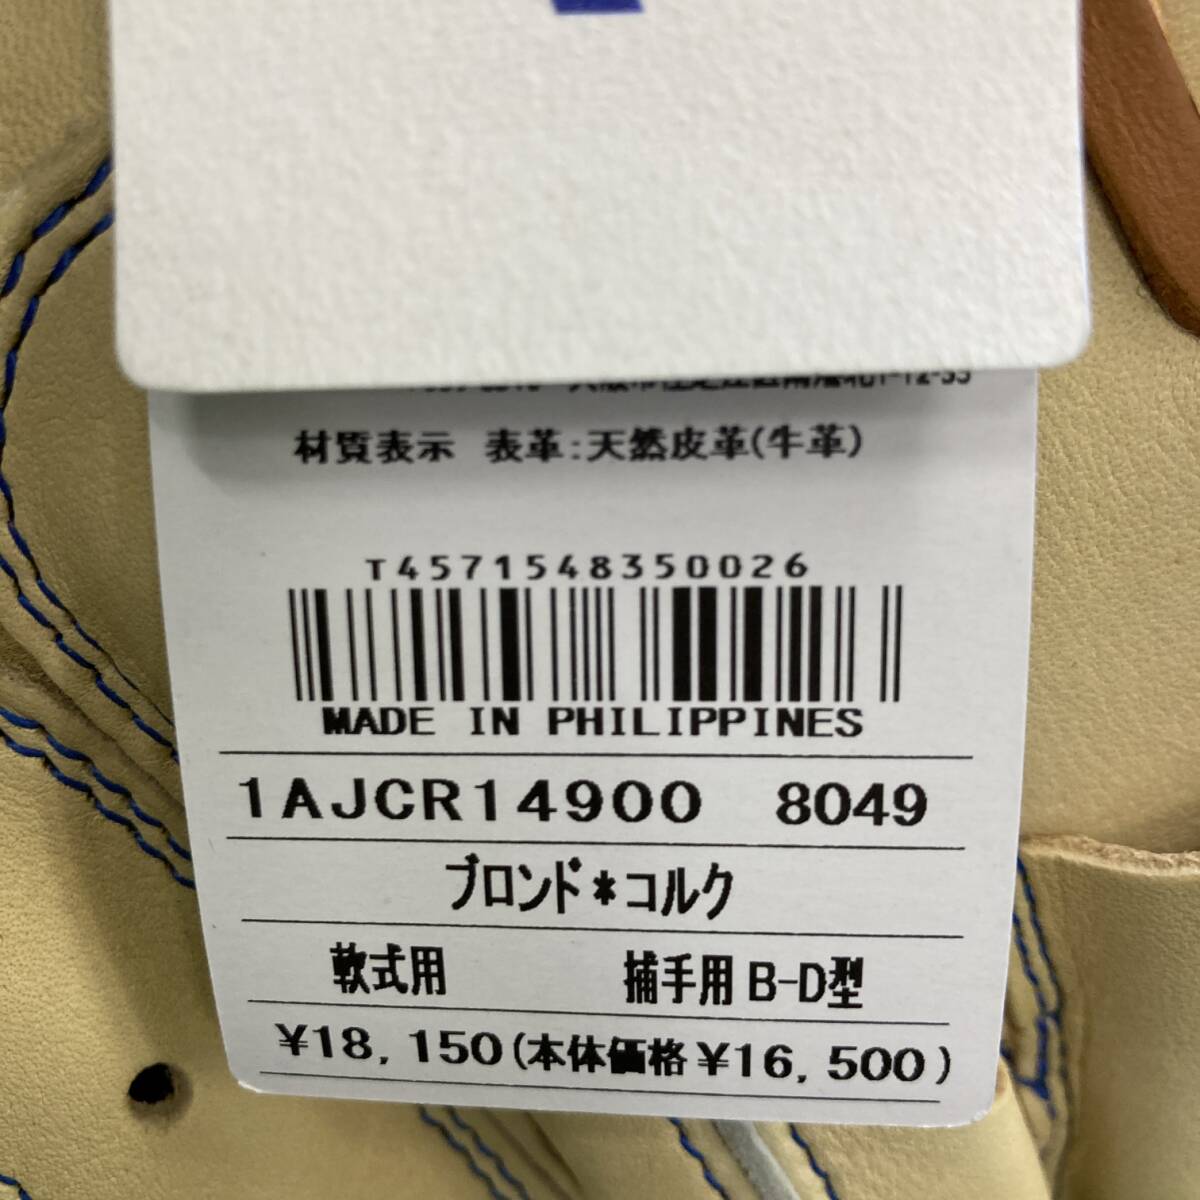 材質表示 表革:天然皮革(牛革)
T4571548350026
MADE IN PHILIPPINES
1AJCR14900 8049
ブロンド*コルク
軟式用 捕手用B-D型
¥18,150(本体価格¥16,500)